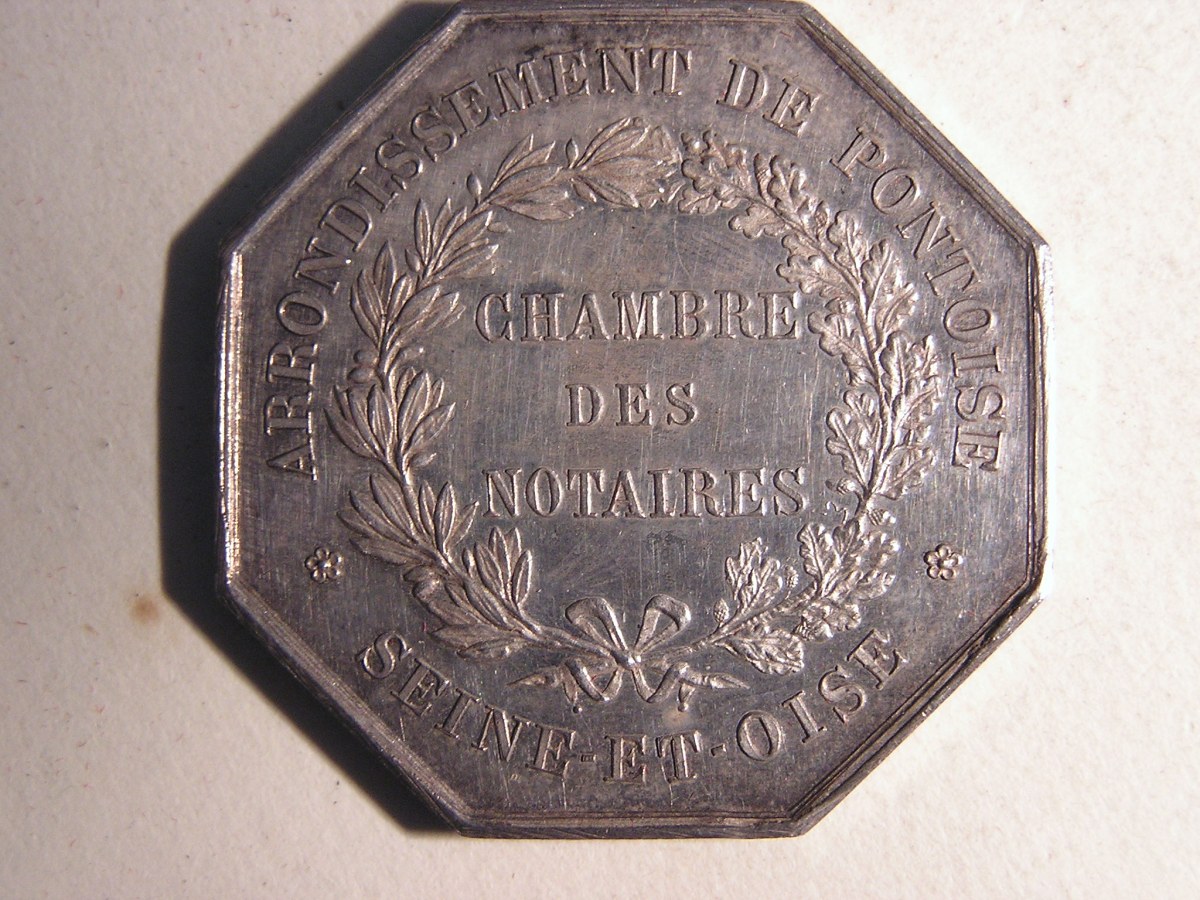 ARRONDISSEMENT DE PONTOISE
CHAMBRE
DES
NOTAIRES
SEINE-ET-OISE